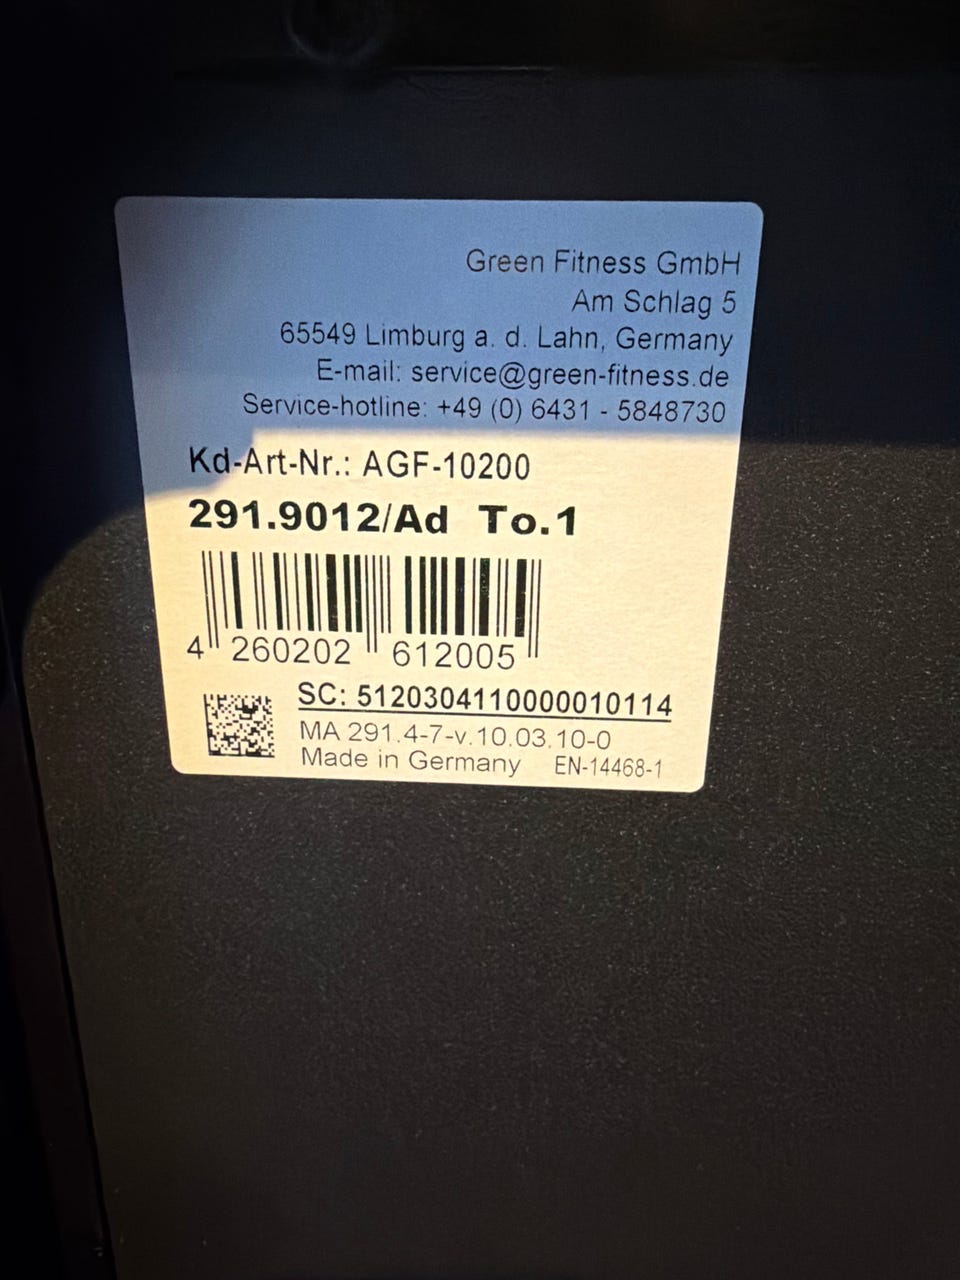 Green Fitness GmbH
Am Schlag 5
65549 Limburg a. d. Lahn, Germany
E-mail: service@green-fitness.de
Service-hotline: +49 (0) 6431 - 5848730
Kd-Art-Nr.: AGF-10200
291.9012/Ad To.1
4 260202 612005
SC: 5120304110000010114
MA 291.4-7-v.10.03.10-0
Made in Germany EN-14468-1